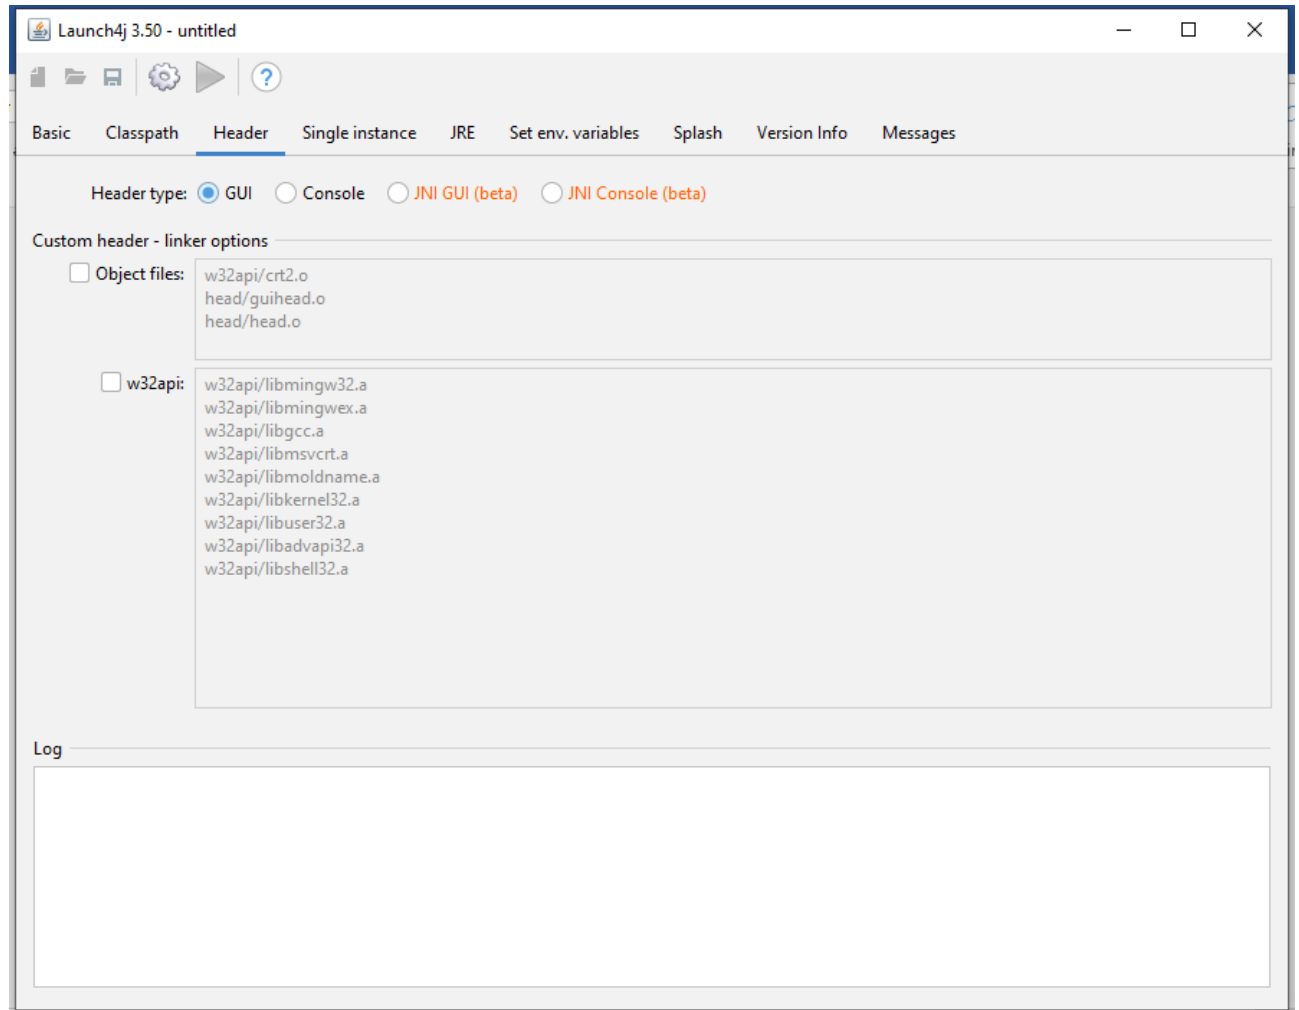 Launch4j 3.50 - untitled
?
Basic Classpath Header Single instance JRE Set env. variables Splash Version Info Messages
Header type: GUI Console JNI GUI (beta) JNI Console (beta)
Custom header - linker options
Object files:
w32api/crt2.o
head/guihead.o
head/head.o
w32api:
w32api/libmingw32.a
w32api/libmingwex.a
w32api/libgcc.a
w32api/libmsvcrt.a
w32api/libmoldname.a
w32api/libkernel32.a
w32api/libuser32.a
w32api/libadvapi32.a
w32api/libshell32.a
Log